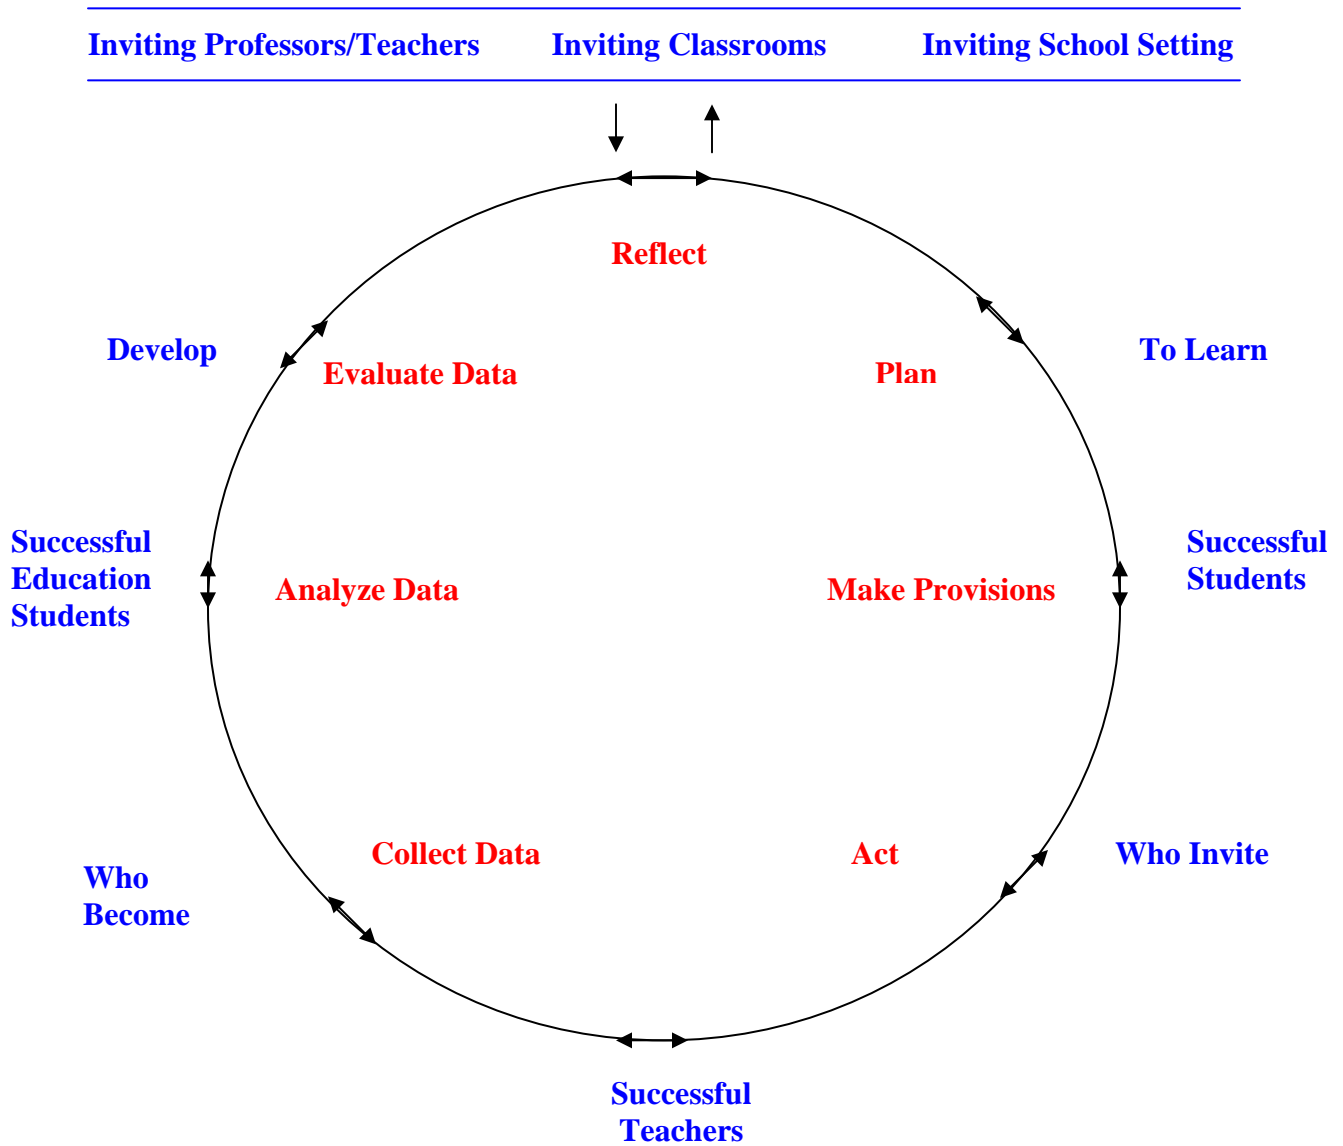 Inviting Professors/Teachers Inviting Classrooms Inviting School Setting
Reflect
Develop
To Learn
Evaluate Data
Plan
Successful
Education
Students
Successful
Students
Analyze Data
Make Provisions
Collect Data
Act
Who
Become
Who Invite
Successful
Teachers